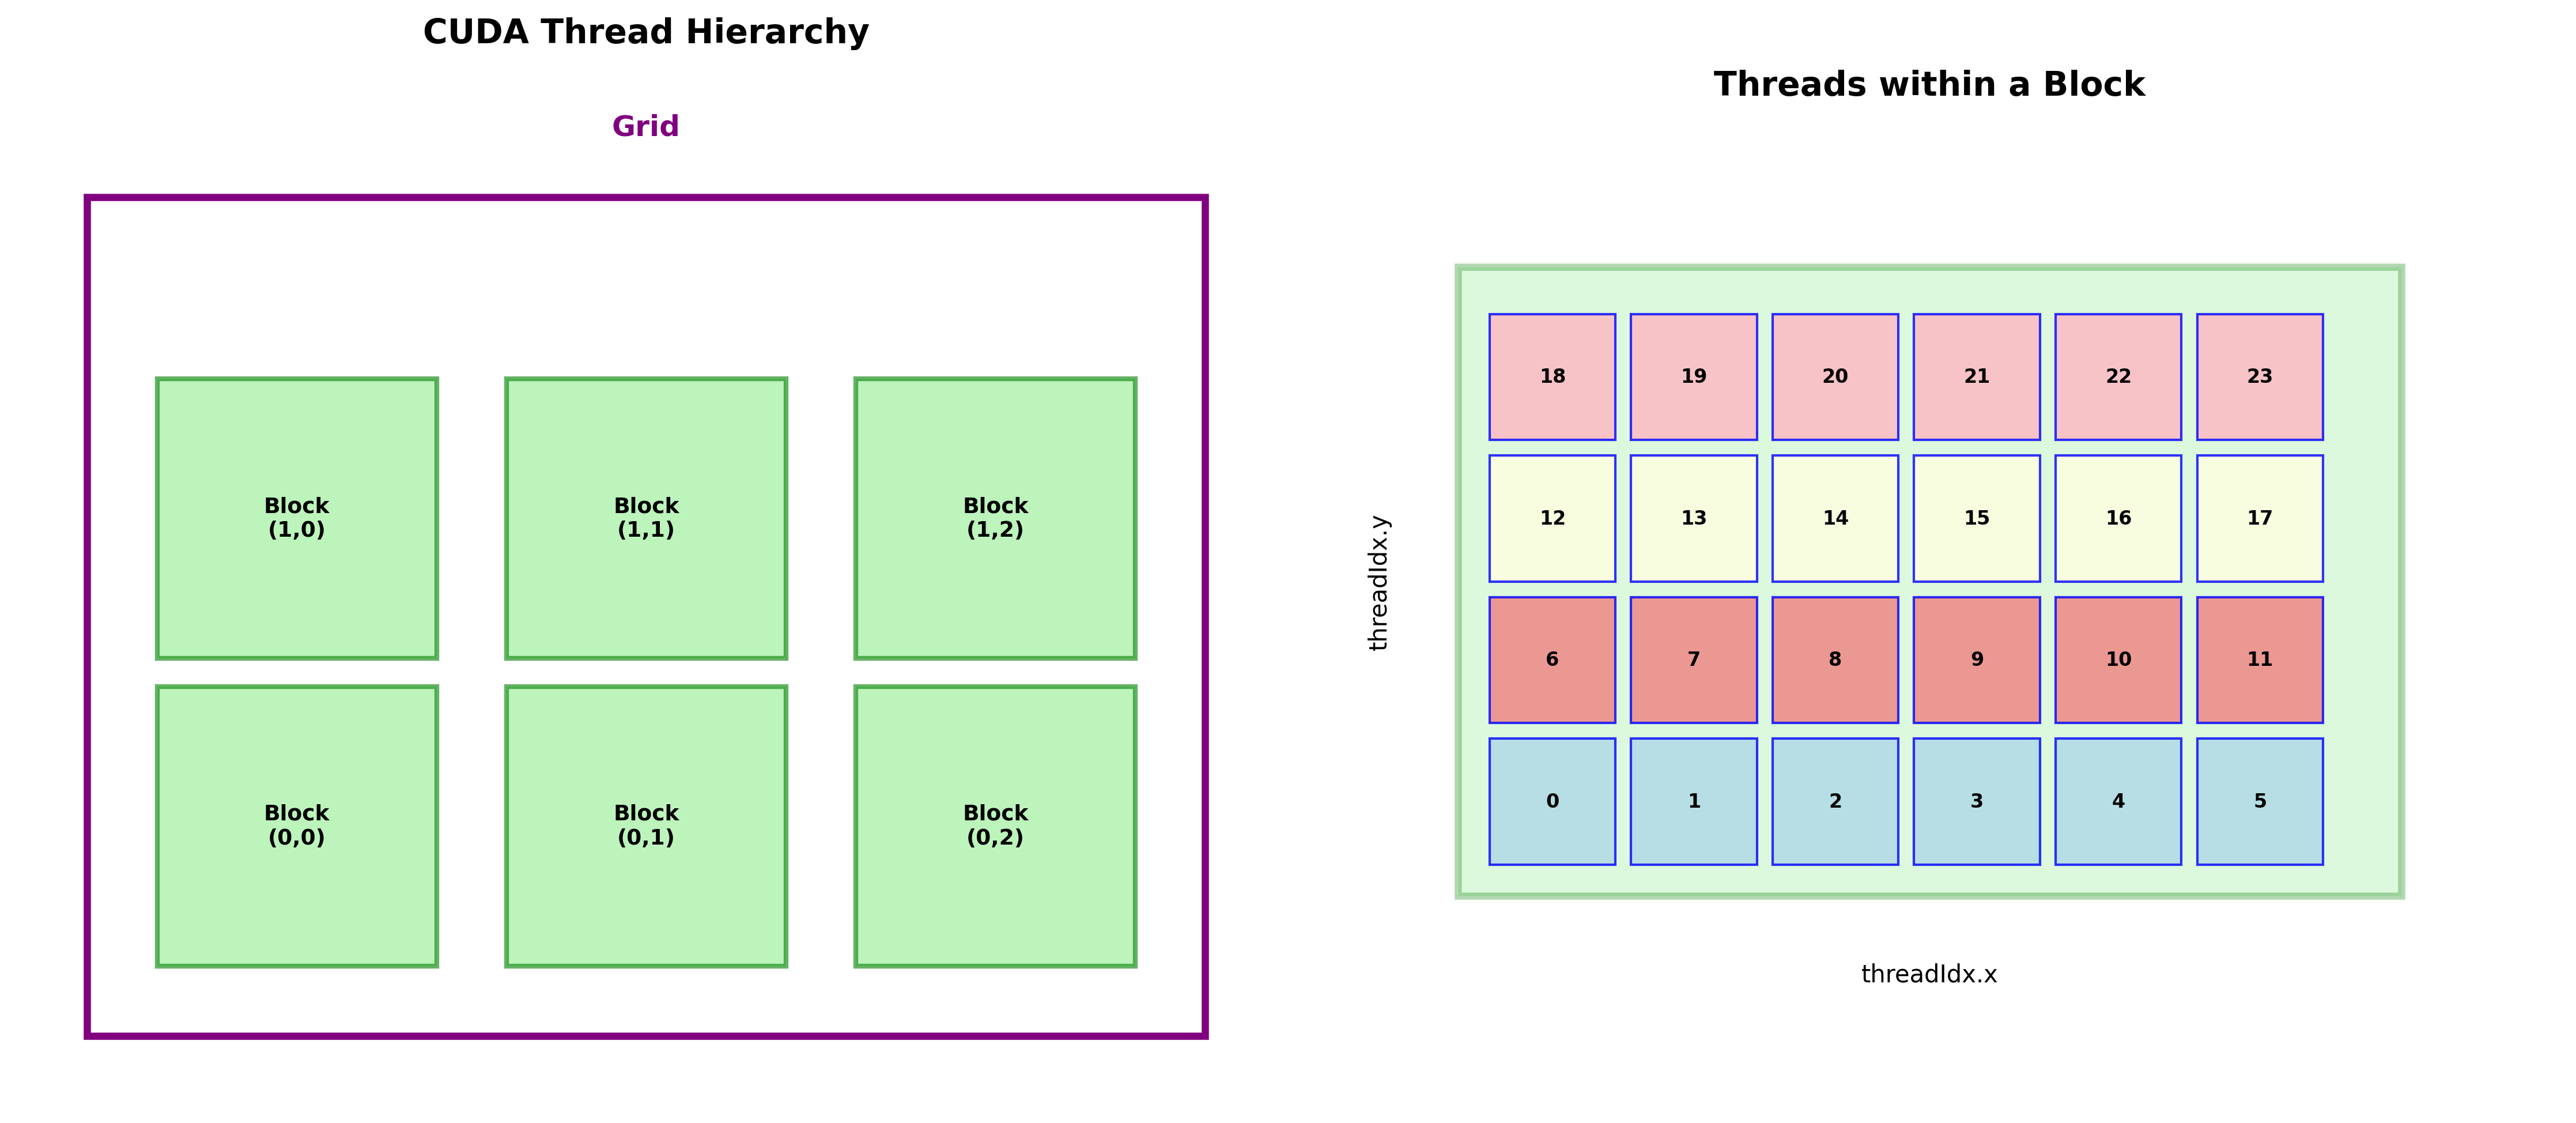 CUDA Thread Hierarchy
Grid
Block
(1,0)
Block
(1,1)
Block
(1,2)
Block
(0,0)
Block
(0,1)
Block
(0,2)
Threads within a Block
threadIdx.y
18 19 20 21 22 23
12 13 14 15 16 17
6 7 8 9 10 11
0 1 2 3 4 5
threadIdx.x